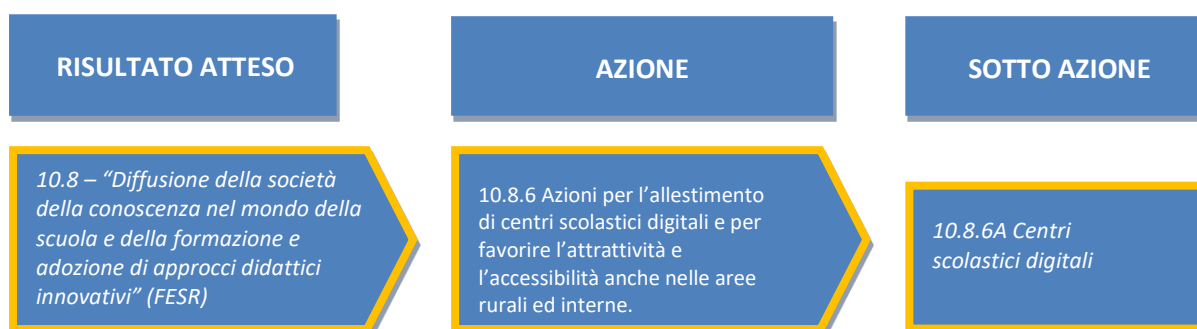 RISULTATO ATTESO
AZIONE
SOTTO AZIONE
10.8 – “Diffusione della società
della conoscenza nel mondo della
scuola e della formazione e
adozione di approcci didattici
innovativi” (FESR)
10.8.6 Azioni per l’allestimento
di centri scolastici digitali e per
favorire l’attrattività e
l’accessibilità anche nelle aree
rurali ed interne.
10.8.6A Centri
scolastici digitali